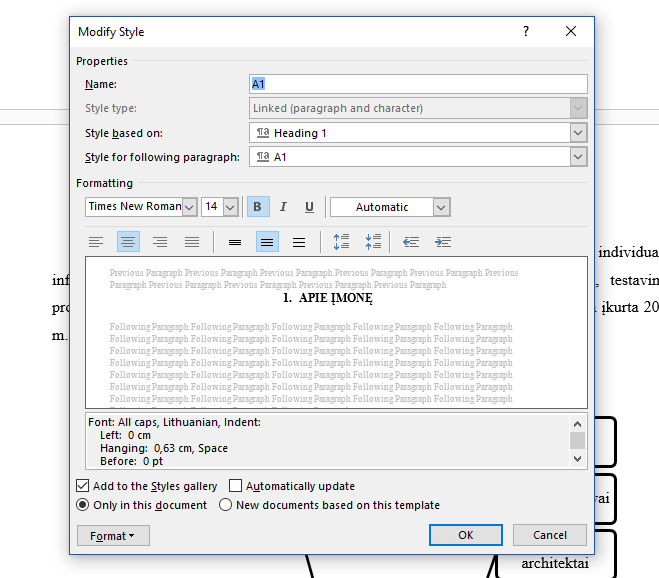 Modify Style
?
Properties
Name:
A1
Style type:
Linked (paragraph and character)
Style based on:
¶a Heading 1
Style for following paragraph:
¶a A1
Formatting
Times New Roman
14
B I U
Automatic
Previous Paragraph Previous Paragraph Previous Paragraph Previous Paragraph Previous Paragraph Previous
Paragraph Previous Paragraph Previous Paragraph Previous Paragraph Previous Paragraph
1. APIE ĮMONĘ
Following Paragraph Following Paragraph Following Paragraph Following Paragraph Following Paragraph
Following Paragraph Following Paragraph Following Paragraph Following Paragraph Following Paragraph
Following Paragraph Following Paragraph Following Paragraph Following Paragraph Following Paragraph
Following Paragraph Following Paragraph Following Paragraph Following Paragraph Following Paragraph
Following Paragraph Following Paragraph Following Paragraph Following Paragraph Following Paragraph
Following Paragraph Following Paragraph Following Paragraph Following Paragraph Following Paragraph
Following Paragraph Following Paragraph Following Paragraph Following Paragraph Following Paragraph
Font: All caps, Lithuanian, Indent:
Left: 0 cm
Hanging: 0,63 cm, Space
Before: 0 pt
Add to the Styles gallery
Automatically update
Only in this document
New documents based on this template
Format
OK
Cancel
individua
inf
, testavin
pro
įkurta 20
m.
vai
architektai